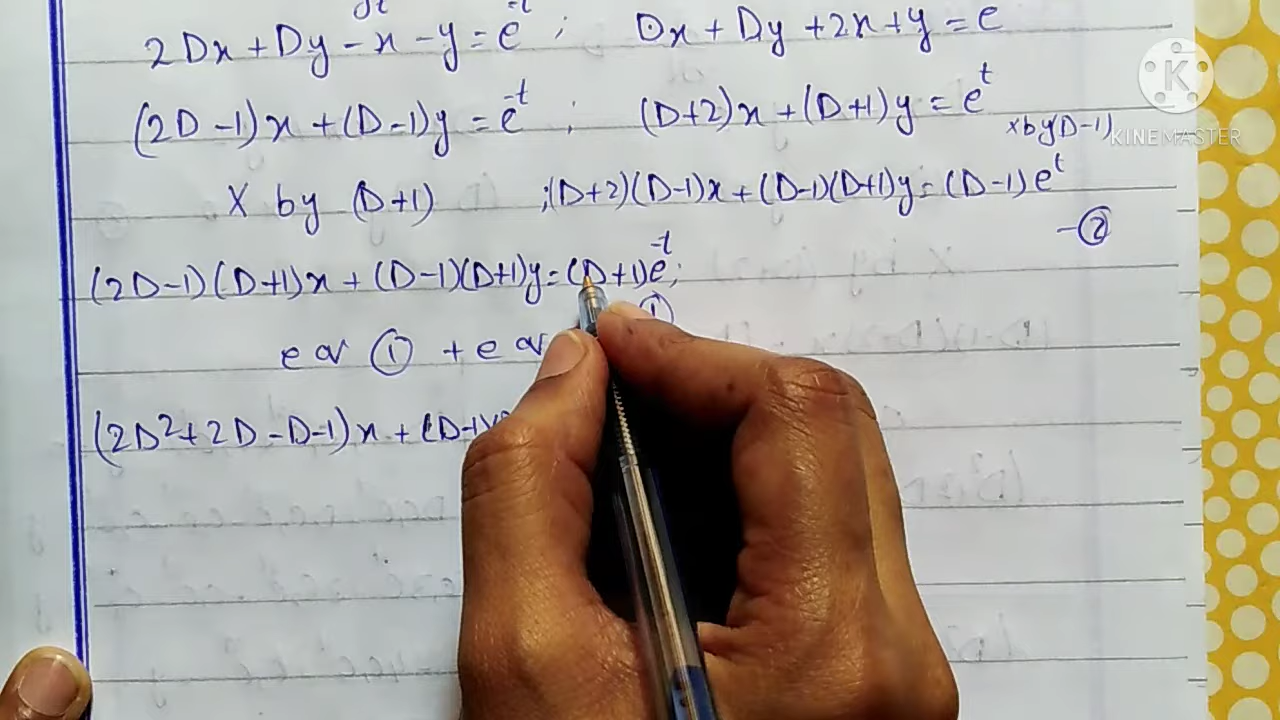 2Dx + Dy - x - y = e^-t ; Dx + Dy + 2x + y = e
(2D-1)x + (D-1)y = e^-t ; (D+2)x + (D+1)y = e^t
x by (D-1)
KINEMASTER
X by (D+1) ;(D+2)(D-1)x + (D-1)(D+1)y = (D-1)e^t
-②
(2D-1)(D+1)x + (D-1)(D+1)y = (D+1)e^-t;
①
eq ① + eq
(2D²+2D-D-1)x + (D-1)(